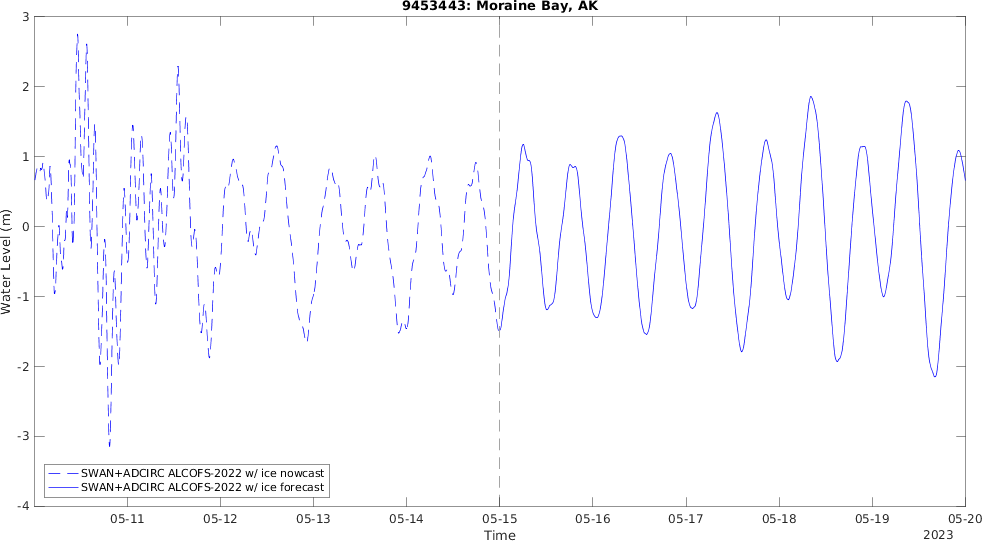 9453443: Moraine Bay, AK
3
2
1
0
-1
-2
-3
-4
Water Level (m)
SWAN+ADCIRC ALCOFS-2022 w/ ice nowcast
SWAN+ADCIRC ALCOFS-2022 w/ ice forecast
05-11 05-12 05-13 05-14 05-15 05-16 05-17 05-18 05-19 05-20
Time
2023